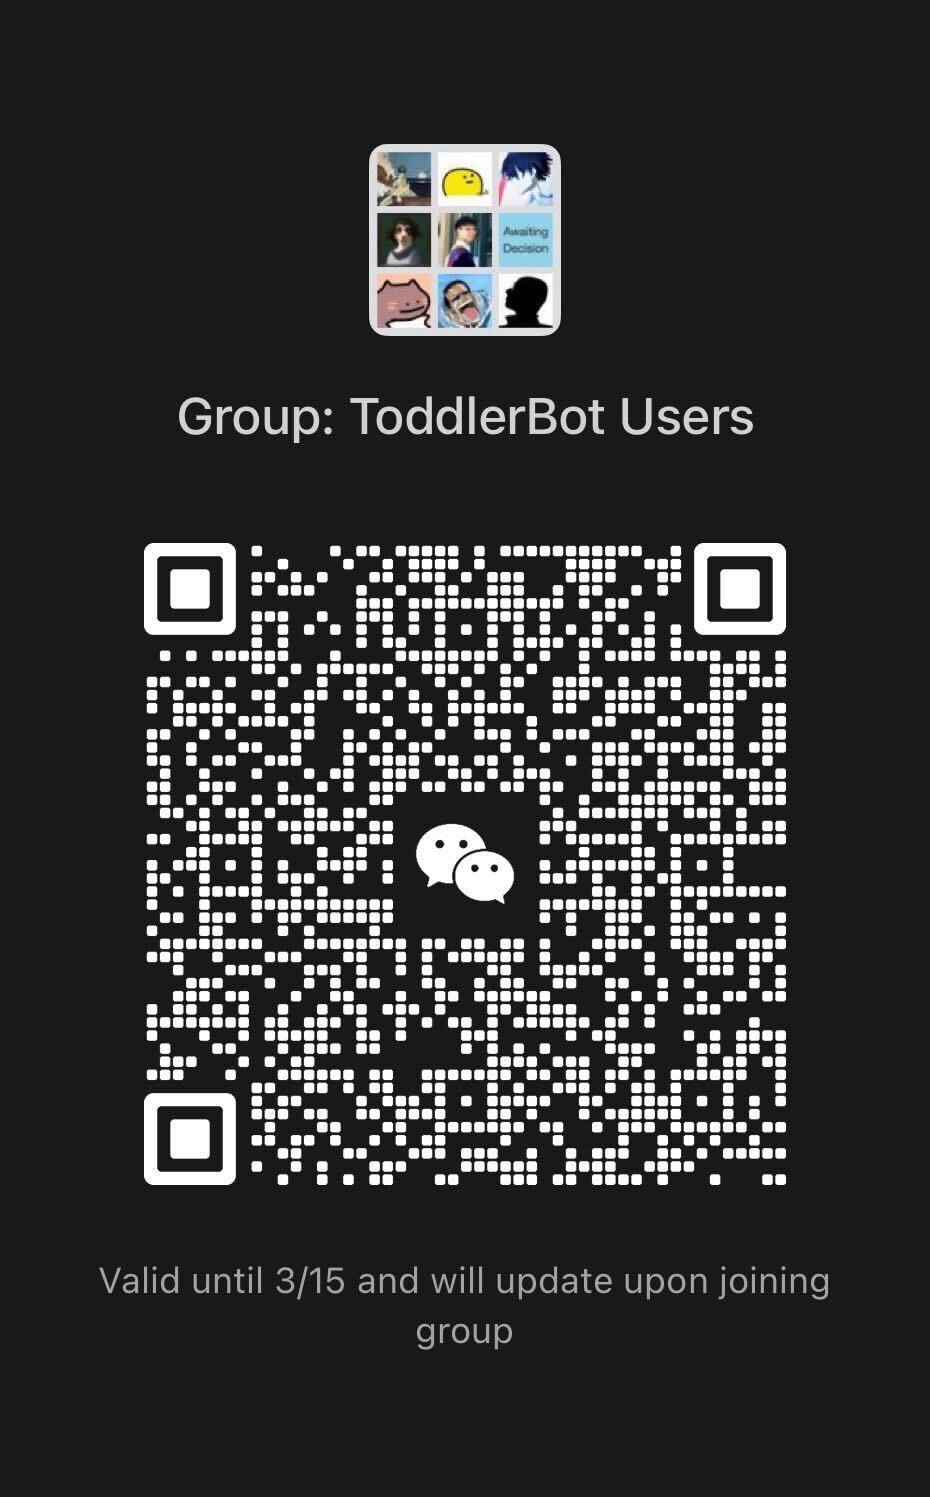 Awaiting
Decision
Group: ToddlerBot Users
Valid until 3/15 and will update upon joining
group